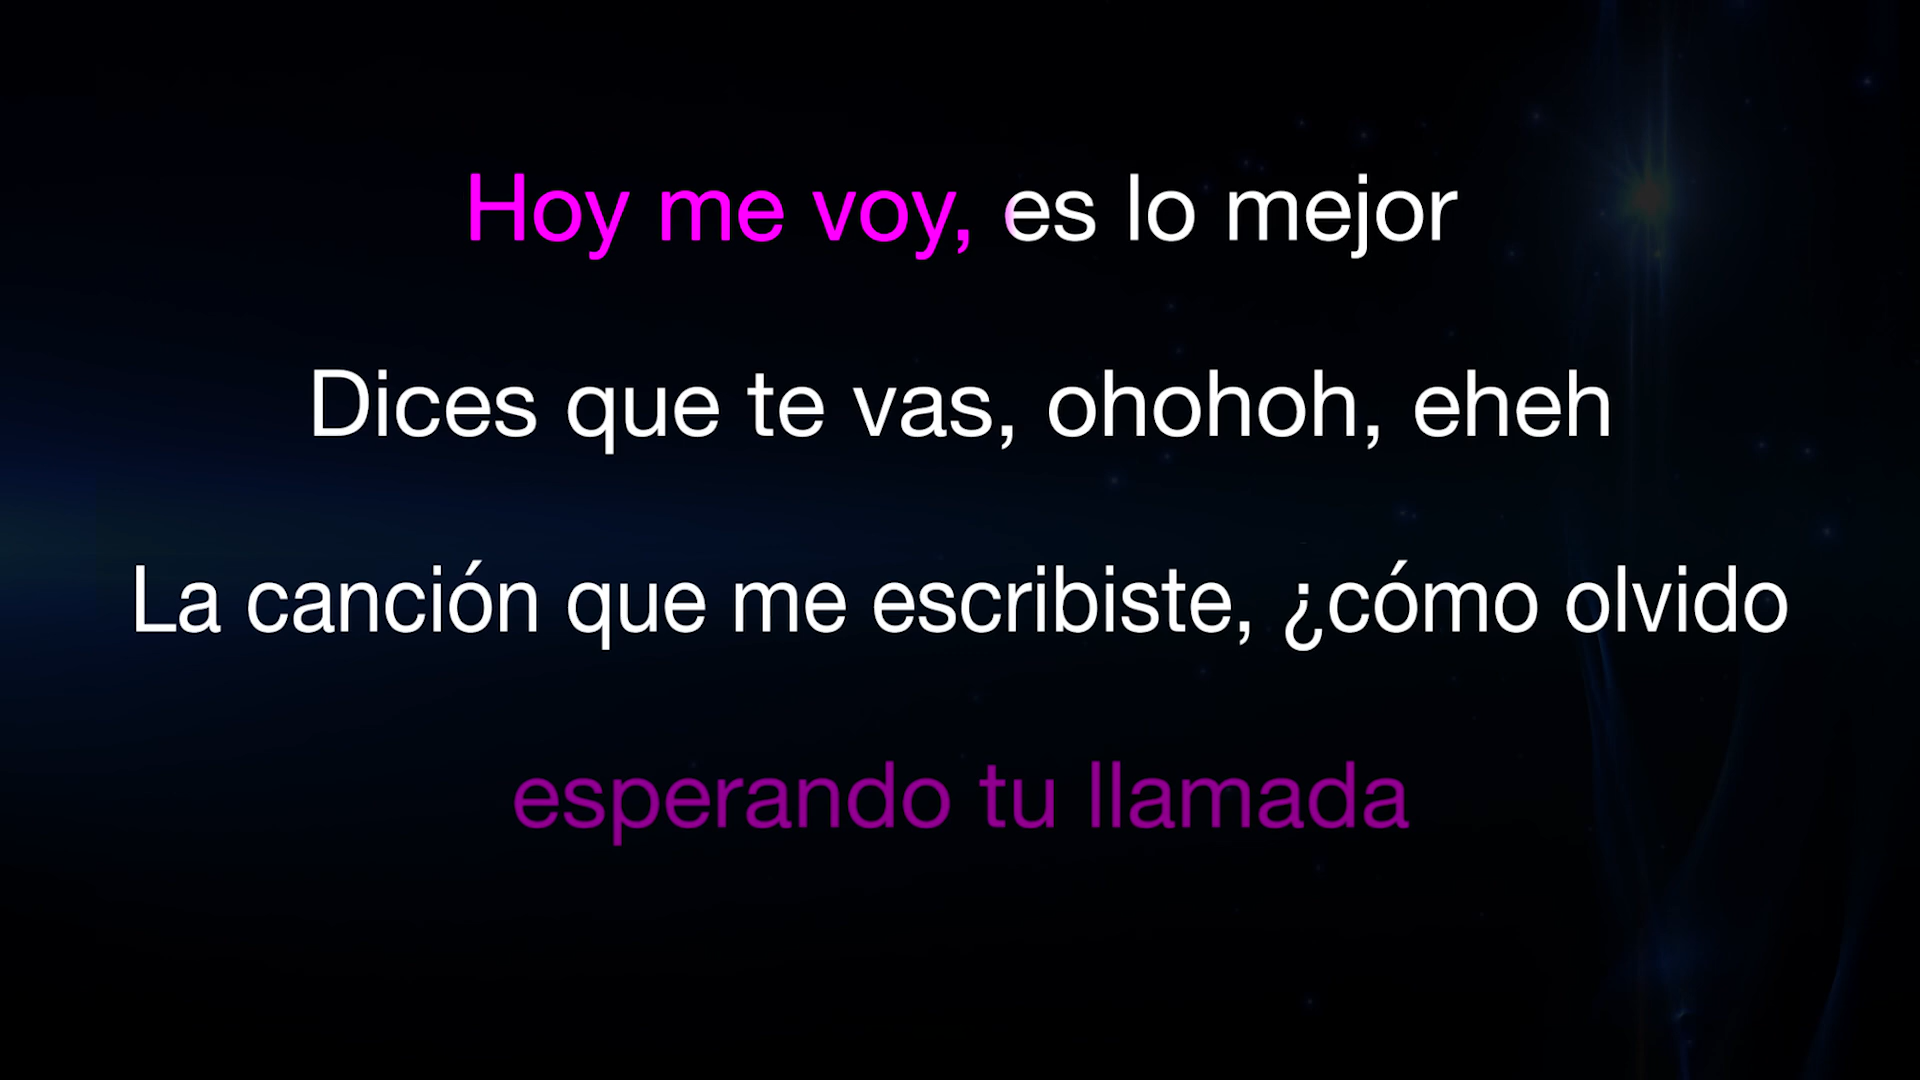 Hoy me voy, es lo mejor
Dices que te vas, ohohoh, eheh
La canción que me escribiste, ¿cómo olvido
esperando tu llamada